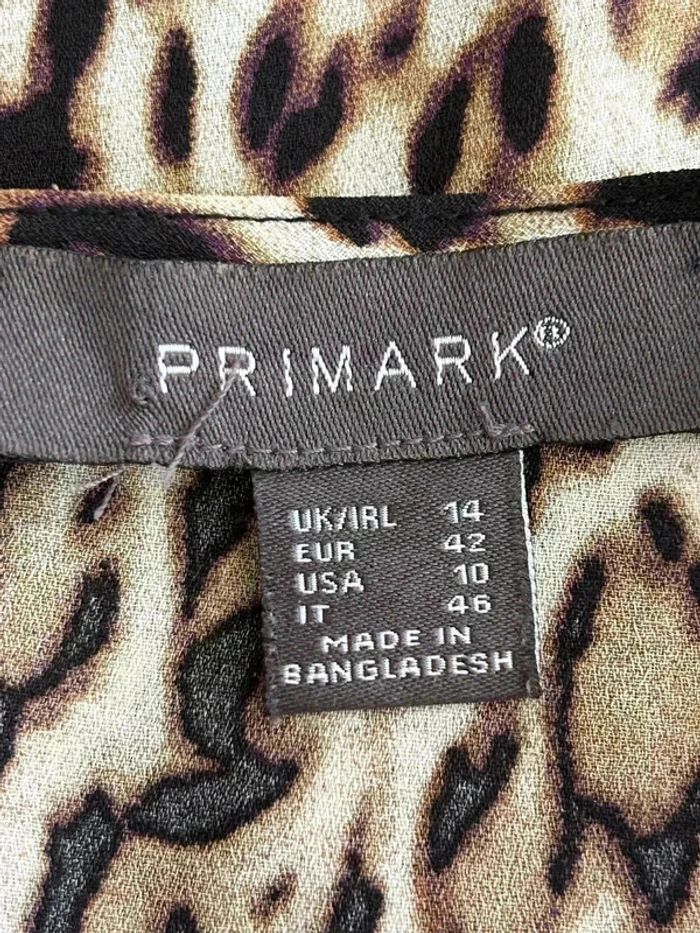 PRIMARK®
UK/IRL 14
EUR 42
USA 10
IT 46
MADE IN
BANGLADESH